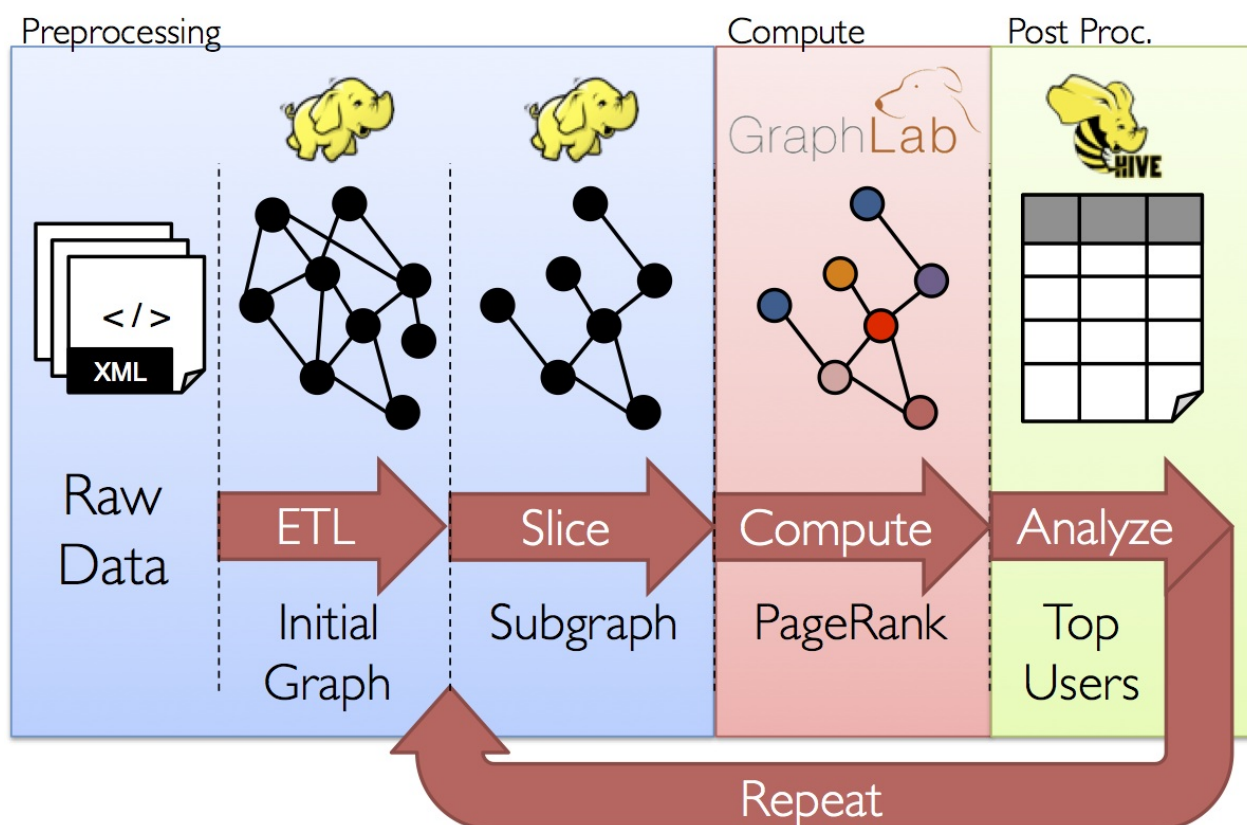 Preprocessing
Compute
Post Proc.
GraphLab
HIVE
</>
XML
Raw
Data
ETL
Slice
Compute
Analyze
Initial
Graph
Subgraph
PageRank
Top
Users
Repeat